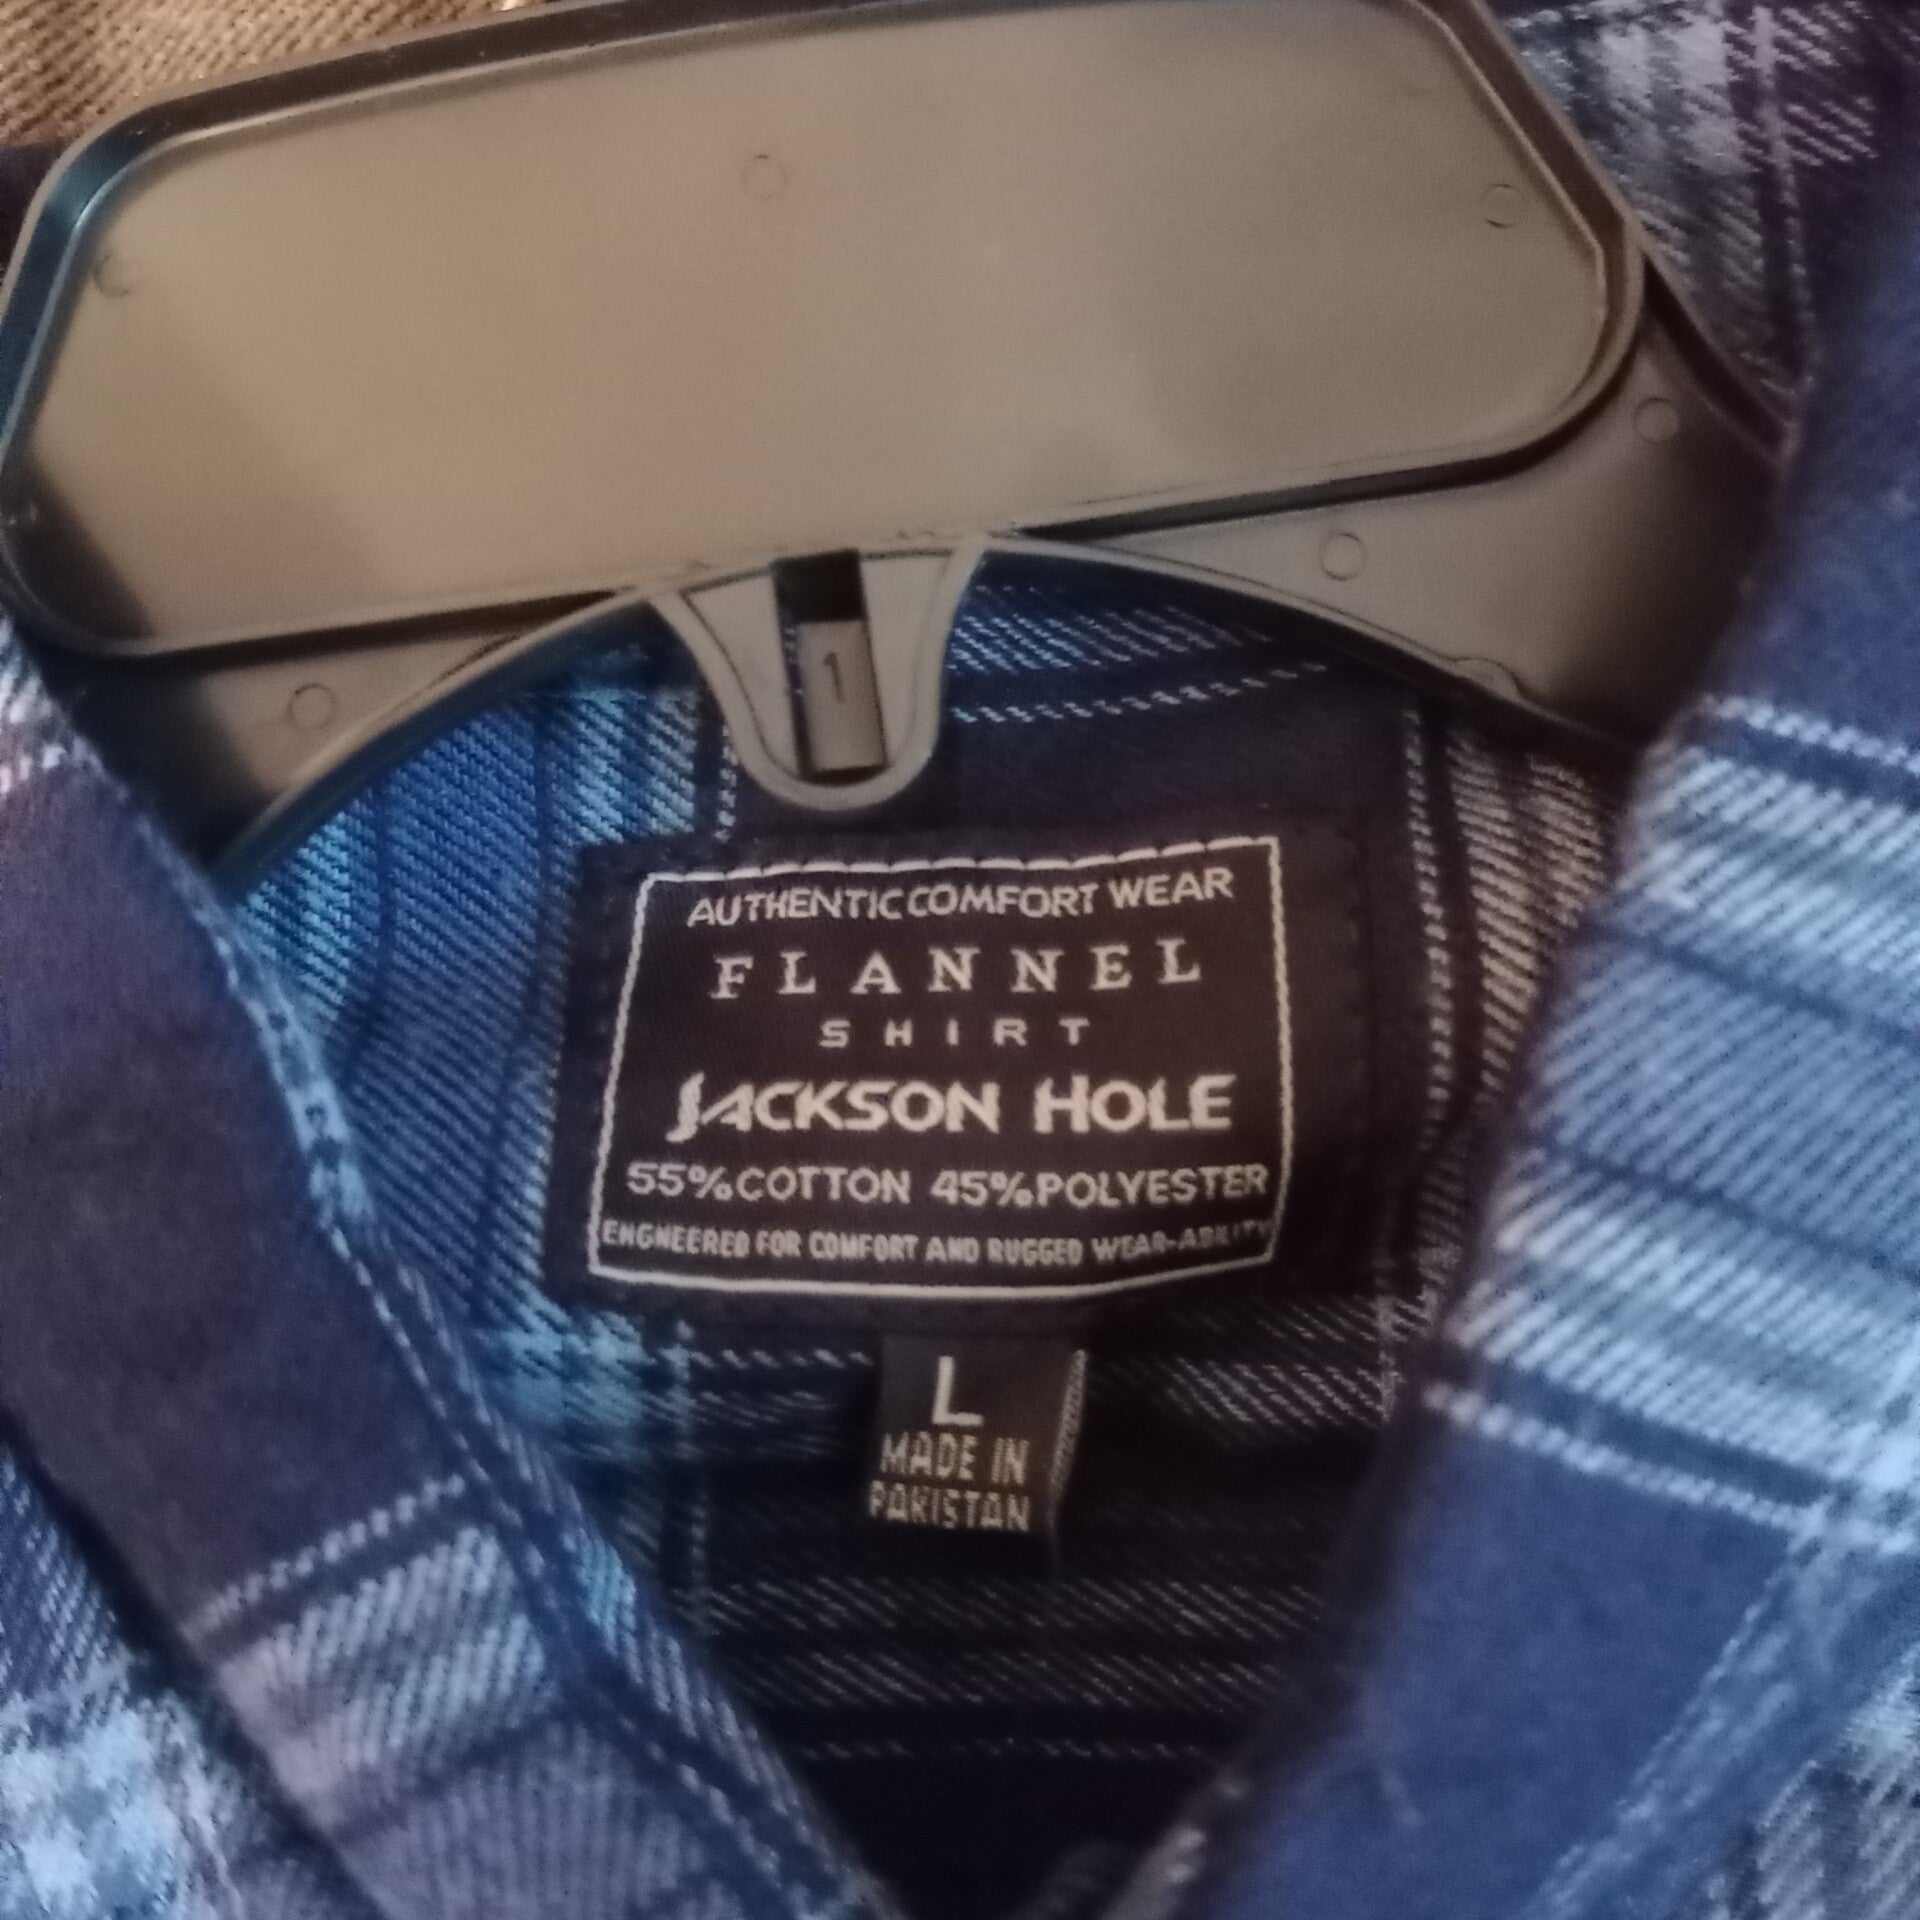 1
AUTHENTIC COMFORT WEAR
FLANNEL
SHIRT
JACKSON HOLE
55% COTTON 45% POLYESTER
ENGNEERED FOR COMFORT AND RUGGED WEAR-ABILITY
L
MADE IN
PAKISTAN